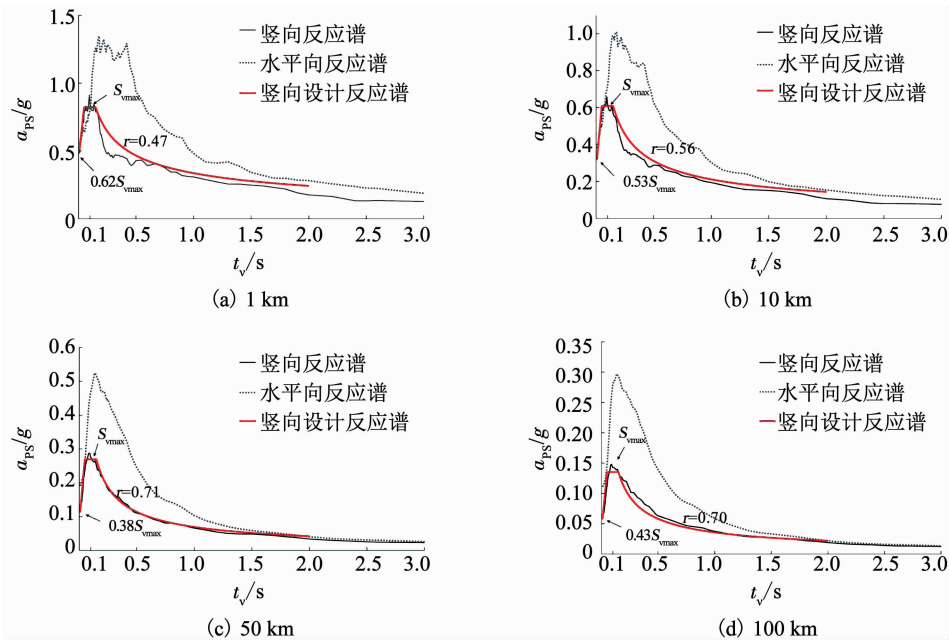 1.5
1.0
0.5
0
a_PS/g
S_vmax
r=0.47
0.62S_vmax
竖向反应谱
水平向反应谱
竖向设计反应谱
0.1 0.5 1.0 1.5 2.0 2.5 3.0
t_v/s
(a) 1 km
1.0
0.8
0.6
0.4
0.2
0
a_PS/g
S_vmax
r=0.56
0.53S_vmax
竖向反应谱
水平向反应谱
竖向设计反应谱
0.1 0.5 1.0 1.5 2.0 2.5 3.0
t_v/s
(b) 10 km
0.6
0.5
0.4
0.3
0.2
0.1
0
a_PS/g
S_vmax
r=0.71
0.38S_vmax
竖向反应谱
水平向反应谱
竖向设计反应谱
0.1 0.5 1.0 1.5 2.0 2.5 3.0
t_v/s
(c) 50 km
0.35
0.30
0.25
0.20
0.15
0.10
0.05
0
a_PS/g
S_vmax
r=0.70
0.43S_vmax
竖向反应谱
水平向反应谱
竖向设计反应谱
0.1 0.5 1.0 1.5 2.0 2.5 3.0
t_v/s
(d) 100 km